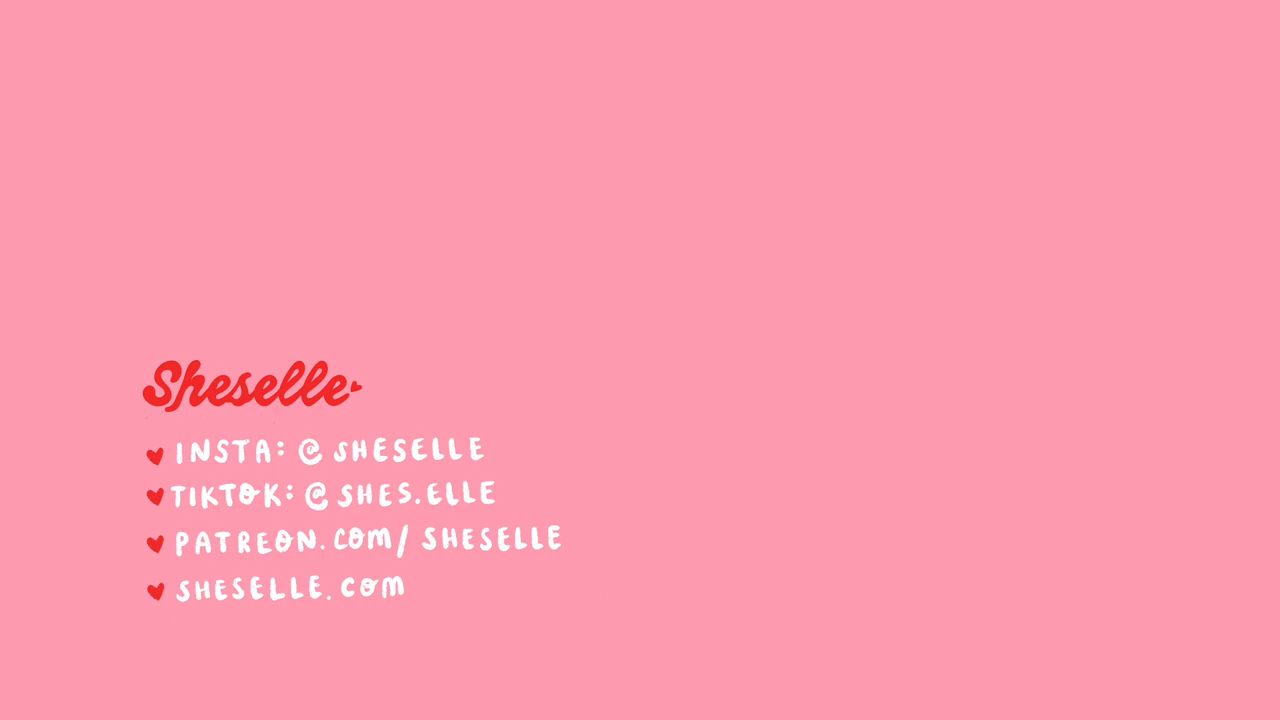 Sheselle
INSTA: @ SHESELLE
TIKTOK: @ SHES.ELLE
PATREON.COM/ SHESELLE
SHESELLE.COM